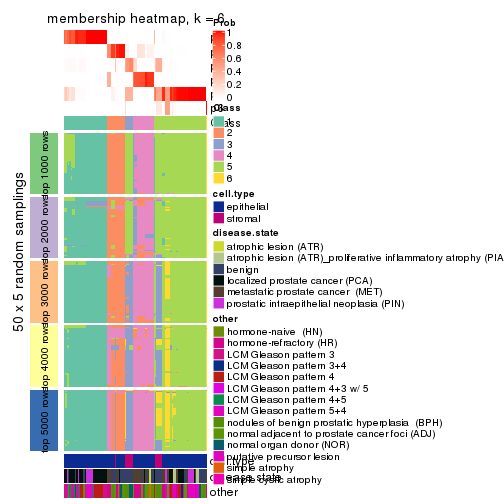 membership heatmap, k = 6
Prob
1
0.8
0.6
0.4
0.2
0
Class
1
2
3
4
5
6
cell.type
epithelial
stromal
disease.state
atrophic lesion (ATR)
atrophic lesion (ATR)_proliferative inflammatory atrophy (PIA
benign
localized prostate cancer (PCA)
metastatic prostate cancer (MET)
prostatic intraepithelial neoplasia (PIN)
other
hormone-naive (HN)
hormone-refractory (HR)
LCM Gleason pattern 3
LCM Gleason pattern 3+4
LCM Gleason pattern 4
LCM Gleason pattern 4+3 w/ 5
LCM Gleason pattern 4+5
LCM Gleason pattern 5+4
nodules of benign prostatic hyperplasia (BPH)
normal adjacent to prostate cancer foci (ADJ)
normal organ donor (NOR)
putative precursor lesion
simple atrophy
simple cystic atrophy
50 x 5 random samplings
top 1000 rows
top 2000 rows
top 3000 rows
top 4000 rows
top 5000 rows
cell.type
disease.state
other